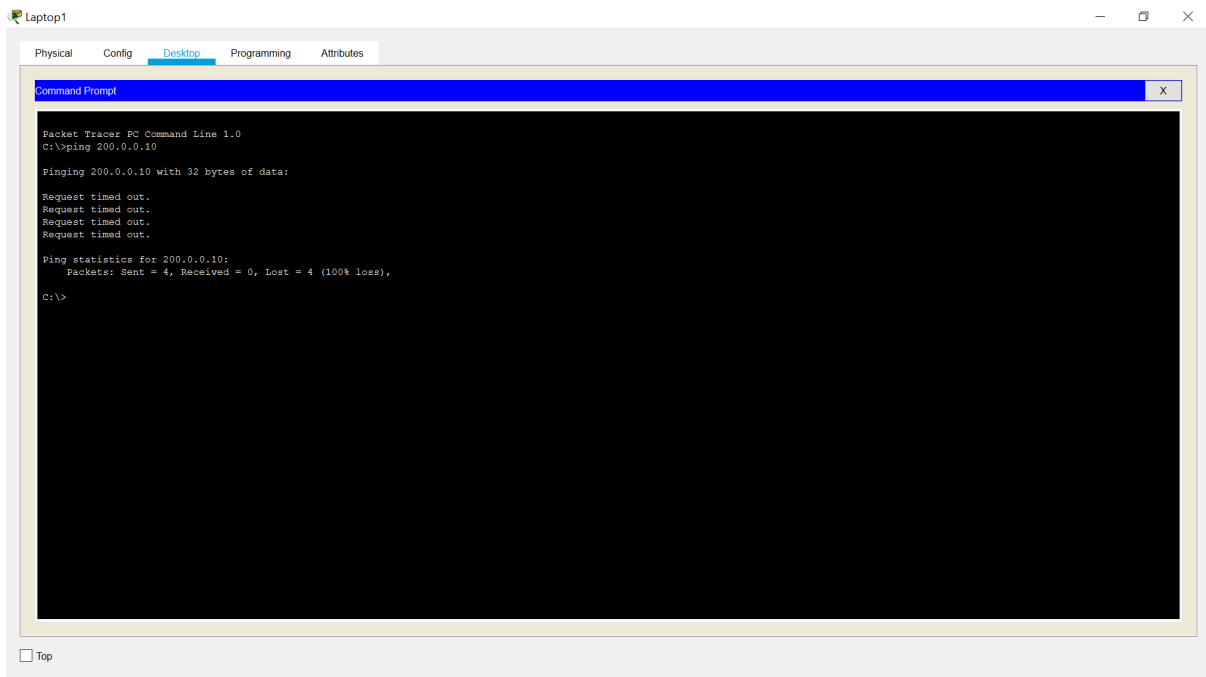 Laptop1
Physical Config Desktop Programming Attributes
Command Prompt X
Packet Tracer PC Command Line 1.0
C:\>ping 200.0.0.10
Pinging 200.0.0.10 with 32 bytes of data:
Request timed out.
Request timed out.
Request timed out.
Request timed out.
Ping statistics for 200.0.0.10:
Packets: Sent = 4, Received = 0, Lost = 4 (100% loss),
C:\>
Top